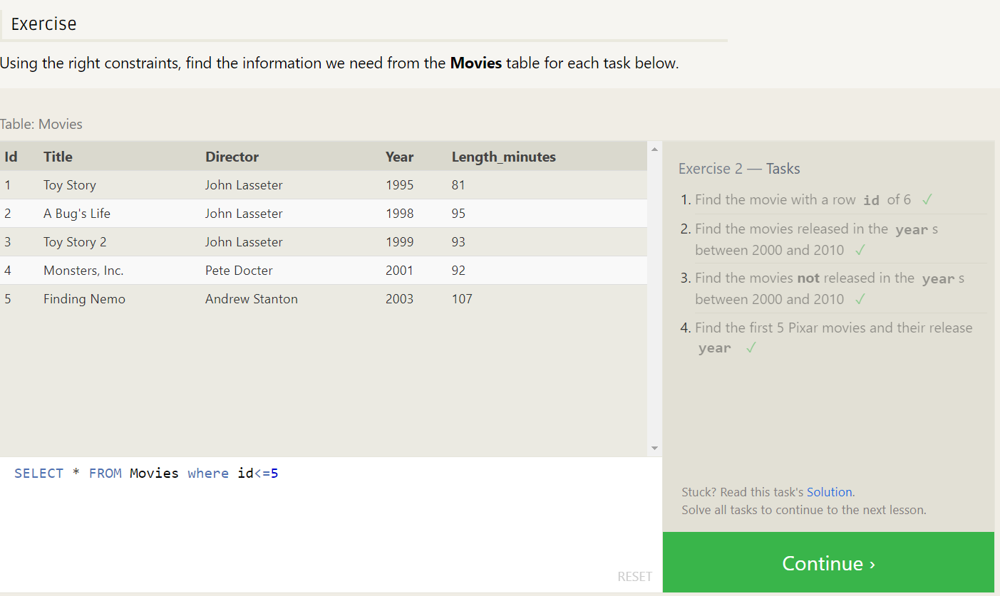 Exercise
Using the right constraints, find the information we need from the Movies table for each task below.
Table: Movies
Id Title Director Year Length_minutes
1 Toy Story John Lasseter 1995 81
2 A Bug's Life John Lasseter 1998 95
3 Toy Story 2 John Lasseter 1999 93
4 Monsters, Inc. Pete Docter 2001 92
5 Finding Nemo Andrew Stanton 2003 107
SELECT * FROM Movies where id<=5
RESET
Exercise 2 — Tasks
1. Find the movie with a row id of 6 ✓
2. Find the movies released in the year s
between 2000 and 2010 ✓
3. Find the movies not released in the year s
between 2000 and 2010 ✓
4. Find the first 5 Pixar movies and their release
year ✓
Stuck? Read this task's Solution.
Solve all tasks to continue to the next lesson.
Continue ›